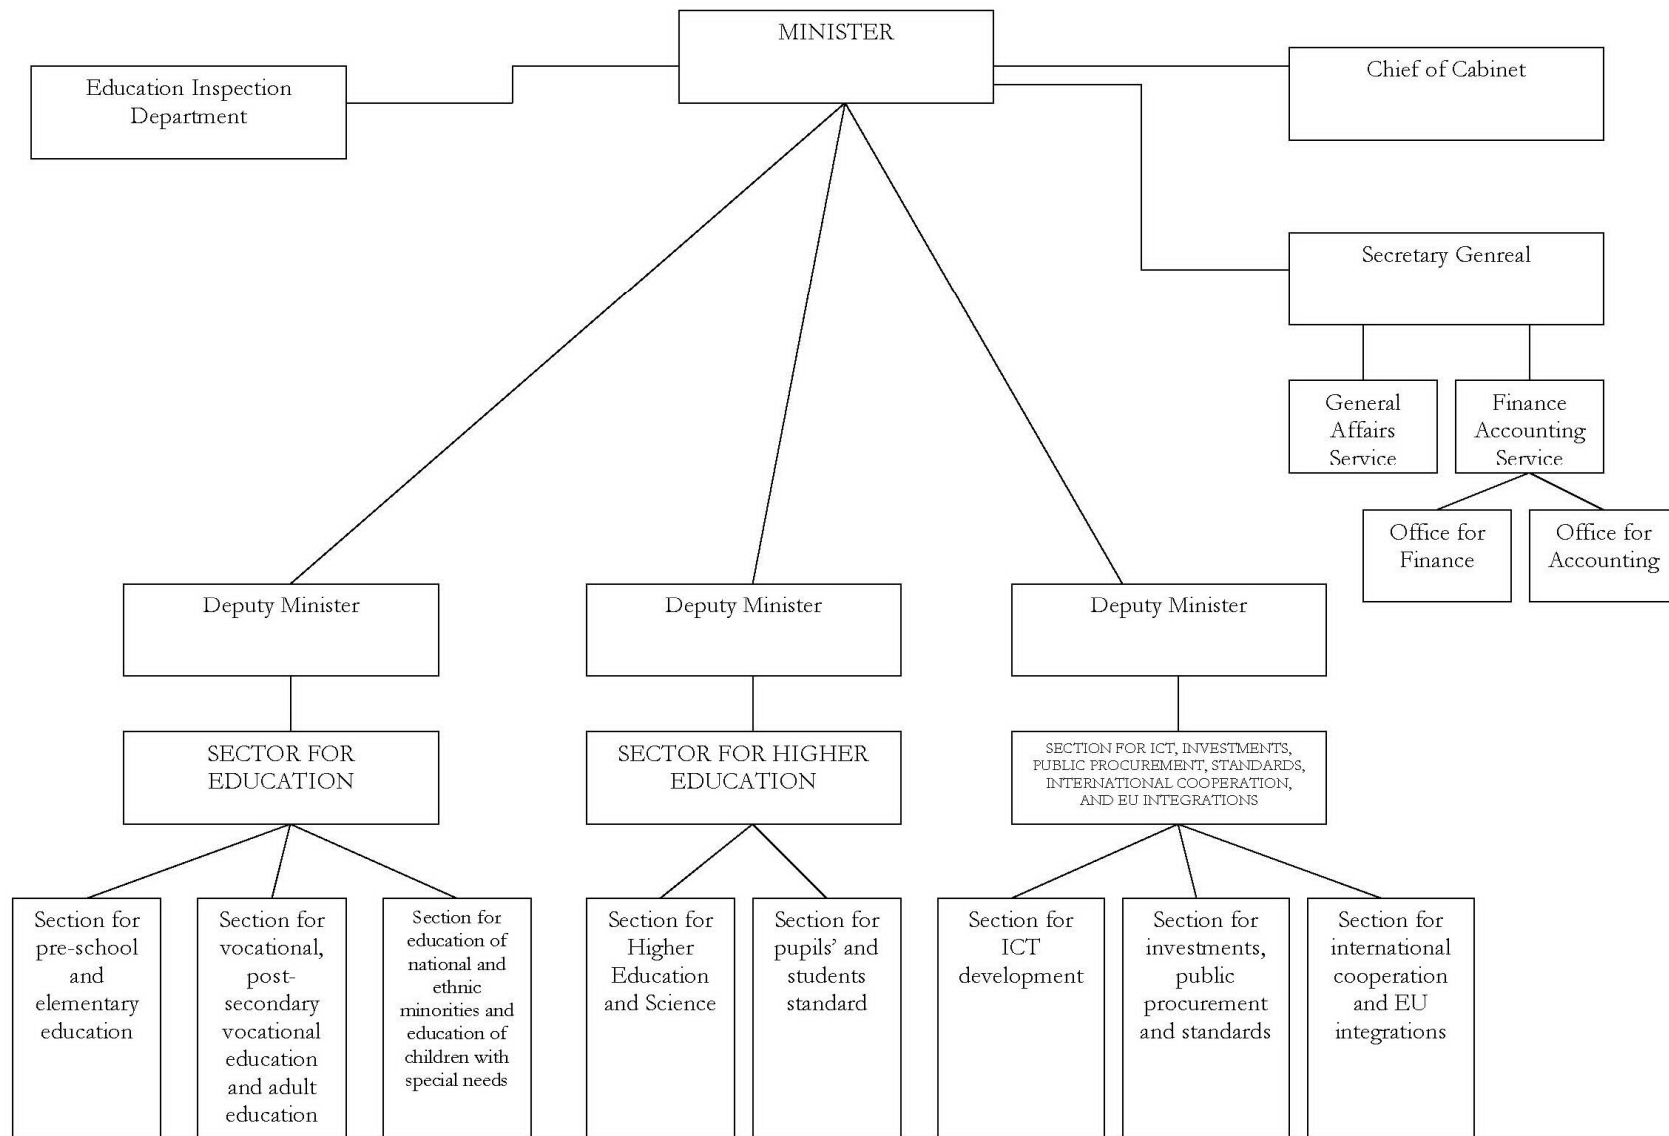 MINISTER
Education Inspection
Department
Chief of Cabinet
Secretary Genreal
General
Affairs
Service
Finance
Accounting
Service
Office for
Finance
Office for
Accounting
Deputy Minister
Deputy Minister
Deputy Minister
SECTOR FOR
EDUCATION
SECTOR FOR HIGHER
EDUCATION
SECTION FOR ICT, INVESTMENTS,
PUBLIC PROCUREMENT, STANDARDS,
INTERNATIONAL COOPERATION,
AND EU INTEGRATIONS
Section for
pre-school
and
elementary
education
Section for
vocational,
post-
secondary
vocational
education
and adult
education
Section for
education of
national and
ethnic
minorities and
education of
children with
special needs
Section for
Higher
Education
and Science
Section for
pupils’ and
students
standard
Section for
ICT
development
Section for
investments,
public
procurement
and standards
Section for
international
cooperation
and EU
integrations